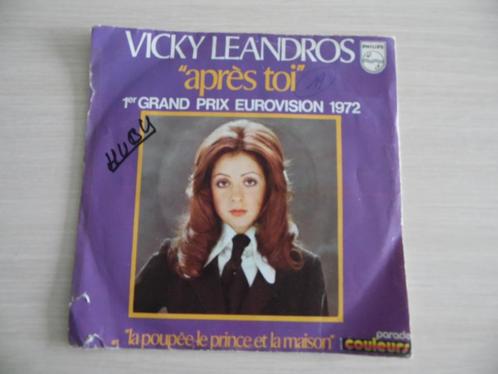 VICKY LEANDROS
PHILIPS
"après toi"
1er GRAND PRIX EUROVISION 1972
HUBY
"la poupée le prince et la maison"
parade
couleurs